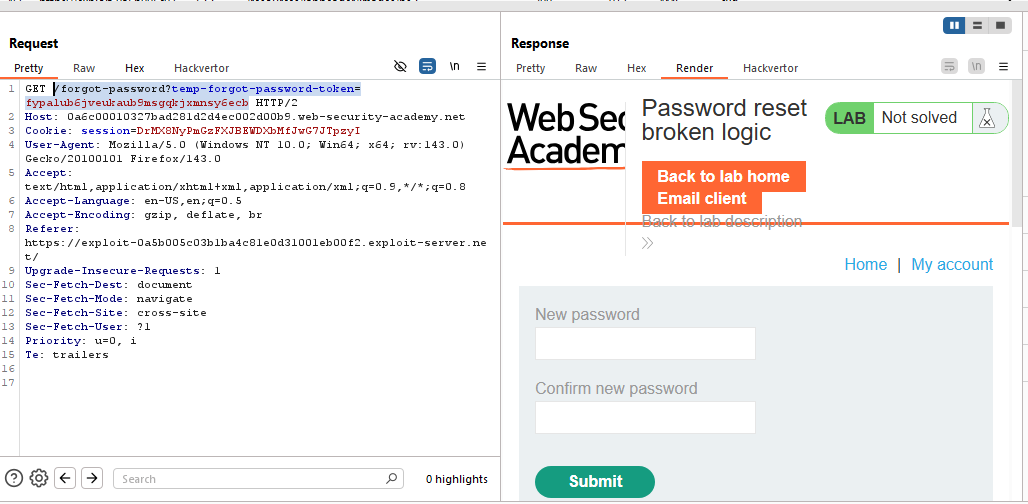 Request
Pretty Raw Hex Hackvertor
\n
1 GET /forgot-password?temp-forgot-password-token=
fypalub6jveukaub9msgqkjxmnsy6ecb HTTP/2
2 Host: 0a6c00010327bad281d2d4ec002d00b9.web-security-academy.net
3 Cookie: session=DrMX8NyPmGzFXJBEWDXbMfJwG7JTpzyI
4 User-Agent: Mozilla/5.0 (Windows NT 10.0; Win64; x64; rv:143.0)
Gecko/20100101 Firefox/143.0
5 Accept:
text/html,application/xhtml+xml,application/xml;q=0.9,*/*;q=0.8
6 Accept-Language: en-US,en;q=0.5
7 Accept-Encoding: gzip, deflate, br
8 Referer:
https://exploit-0a5b005c03b1ba4c81e0d31001eb00f2.exploit-server.ne
t/
9 Upgrade-Insecure-Requests: 1
10 Sec-Fetch-Dest: document
11 Sec-Fetch-Mode: navigate
12 Sec-Fetch-Site: cross-site
13 Sec-Fetch-User: ?1
14 Priority: u=0, i
15 Te: trailers
16
17
Search
0 highlights
Response
Pretty Raw Hex Render Hackvertor
\n
Web Sec
Academ
Password reset
broken logic
LAB Not solved
Back to lab home
Email client
Back to lab description
Home | My account
New password
Confirm new password
Submit